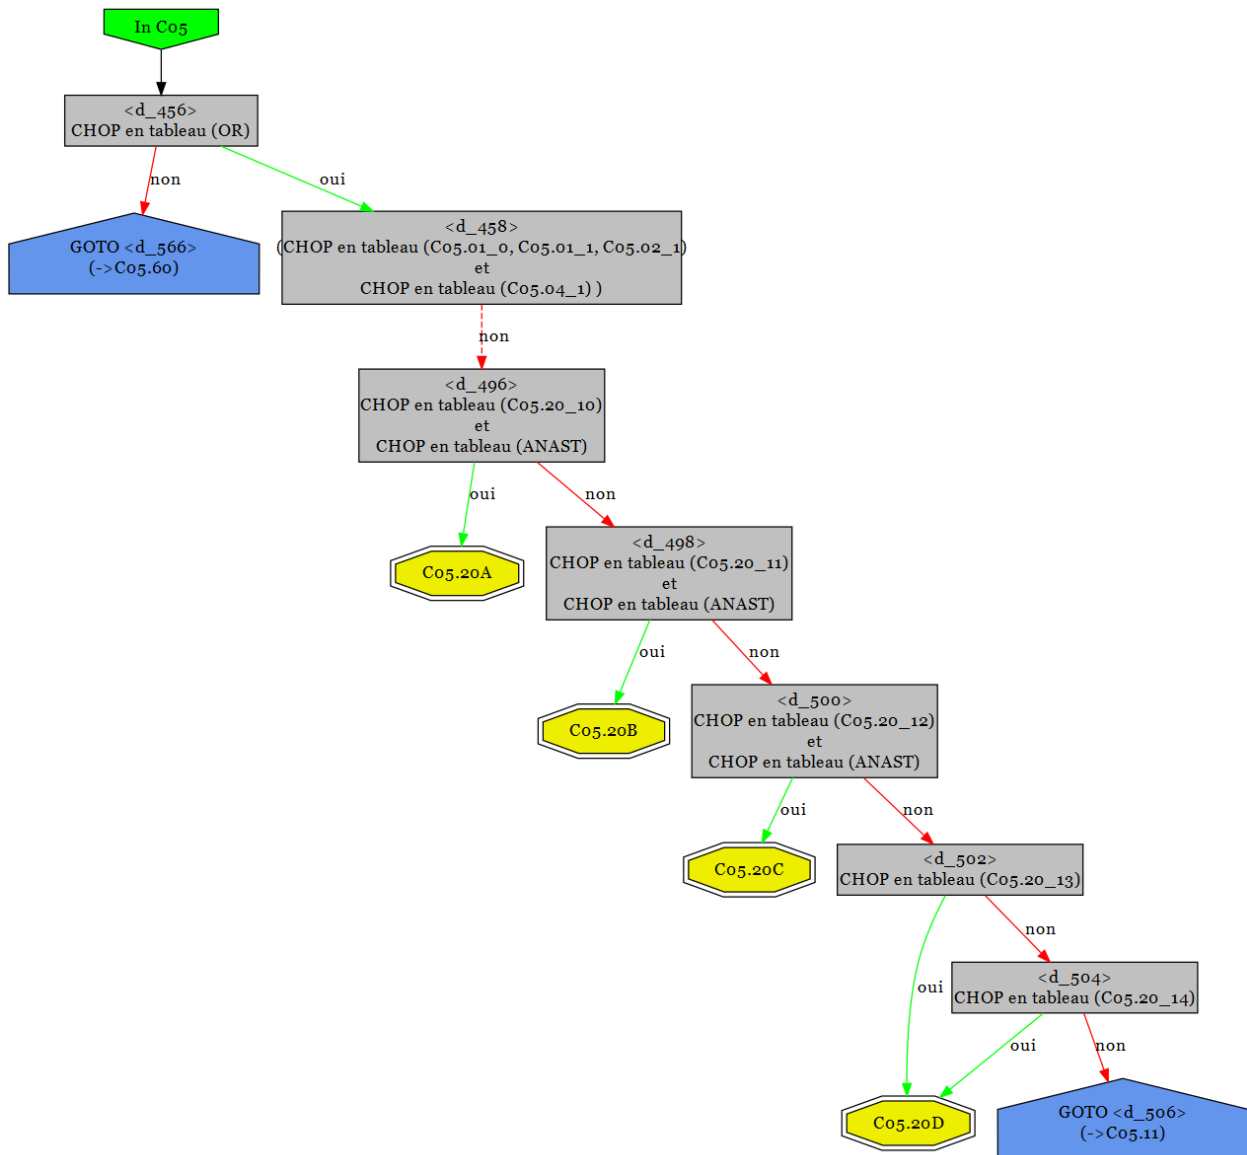 In C05
<d_456>
CHOP en tableau (OR)
non
oui
GOTO <d_566>
(->C05.60)
<d_458>
(CHOP en tableau (C05.01_0, C05.01_1, C05.02_1)
et
CHOP en tableau (C05.04_1) )
non
<d_496>
CHOP en tableau (C05.20_10)
et
CHOP en tableau (ANAST)
oui
non
C05.20A
<d_498>
CHOP en tableau (C05.20_11)
et
CHOP en tableau (ANAST)
oui
non
C05.20B
<d_500>
CHOP en tableau (C05.20_12)
et
CHOP en tableau (ANAST)
oui
non
C05.20C
<d_502>
CHOP en tableau (C05.20_13)
non
oui
<d_504>
CHOP en tableau (C05.20_14)
oui
non
C05.20D
GOTO <d_506>
(->C05.11)